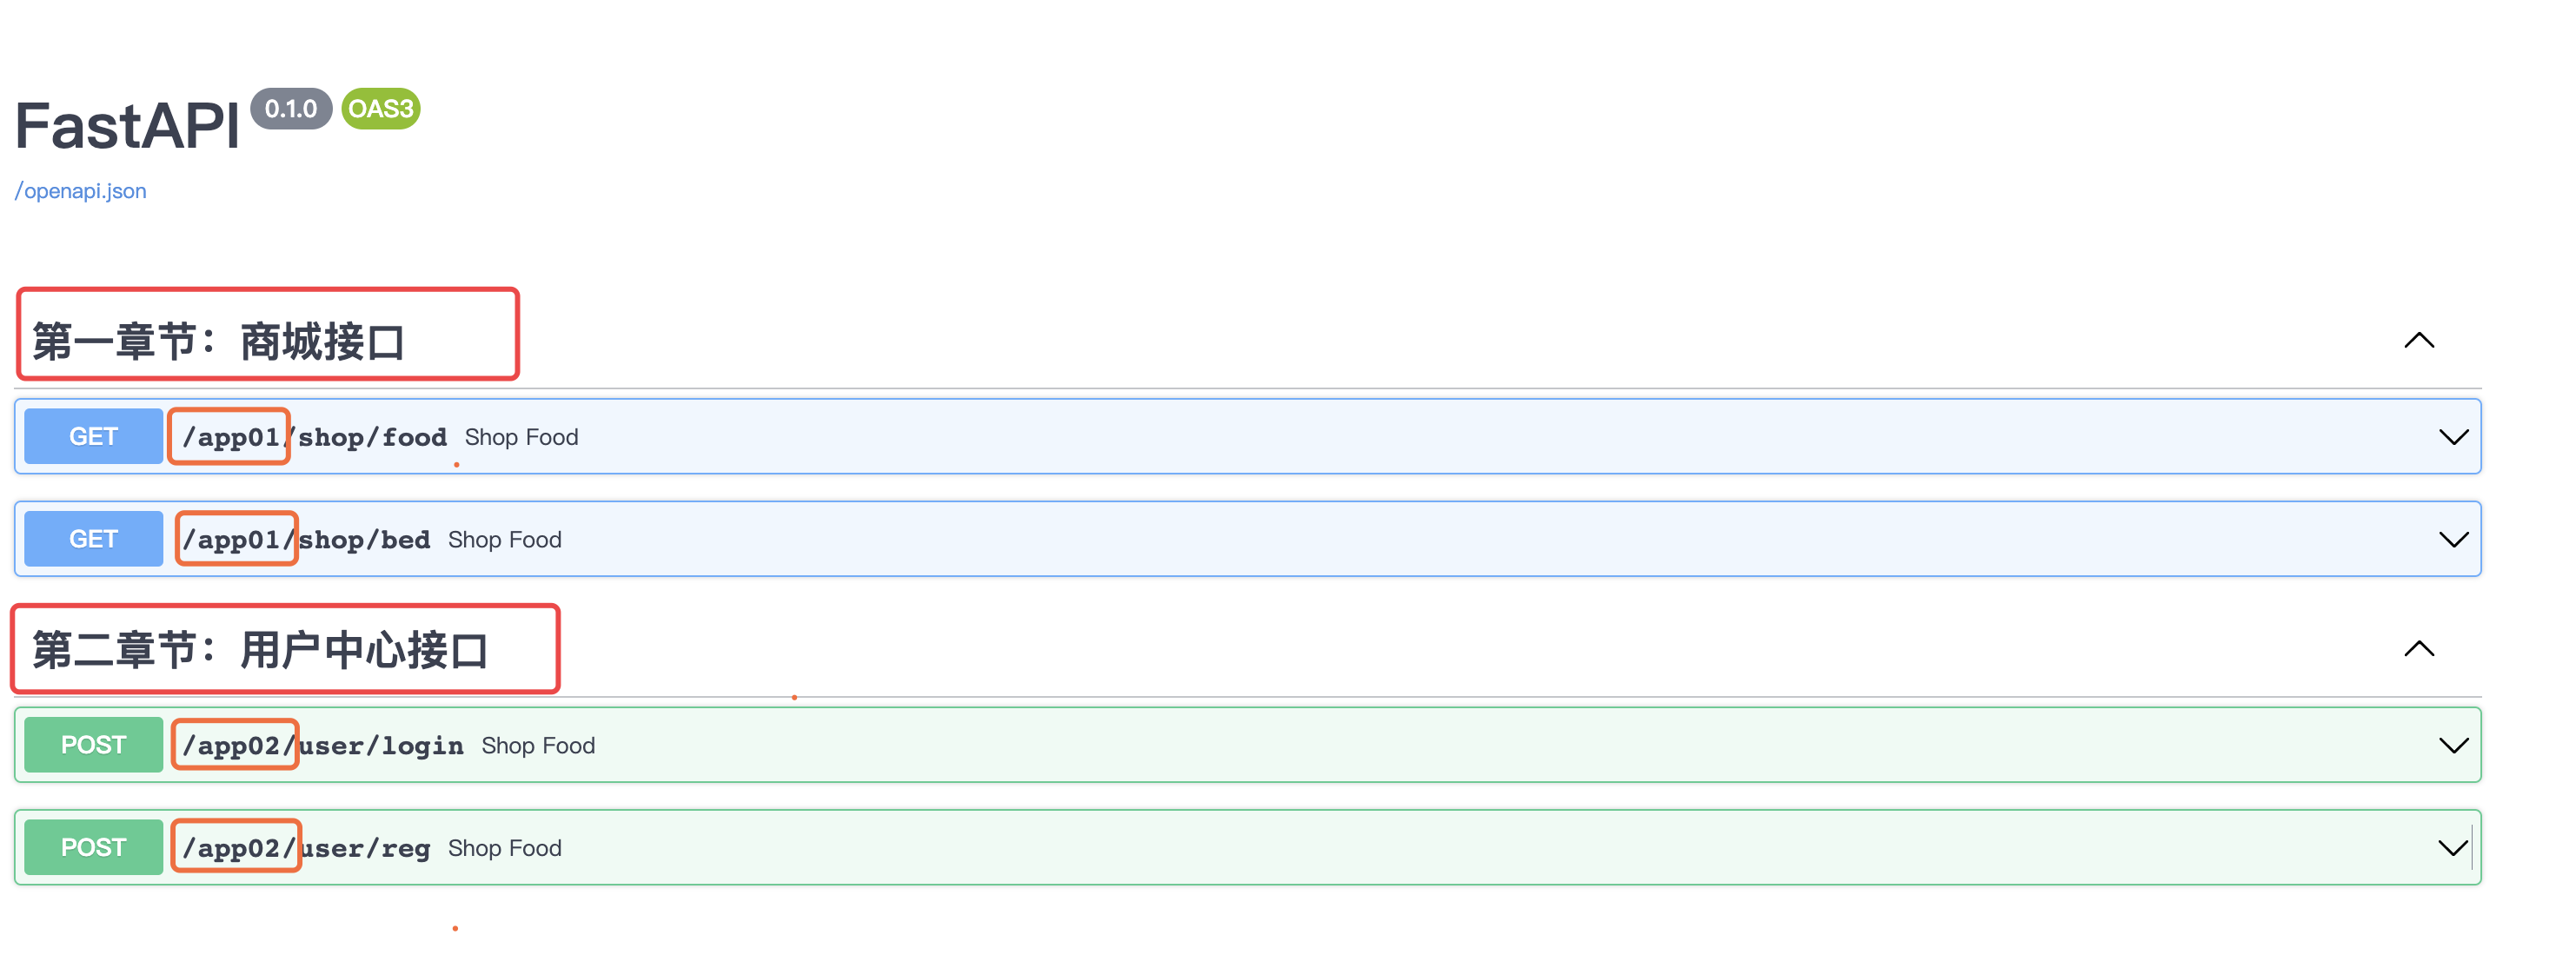 FastAPI 0.1.0 OAS3
/openapi.json
第一章节：商城接口
GET /app01/shop/food Shop Food
GET /app01/shop/bed Shop Food
第二章节：用户中心接口
POST /app02/user/login Shop Food
POST /app02/user/reg Shop Food